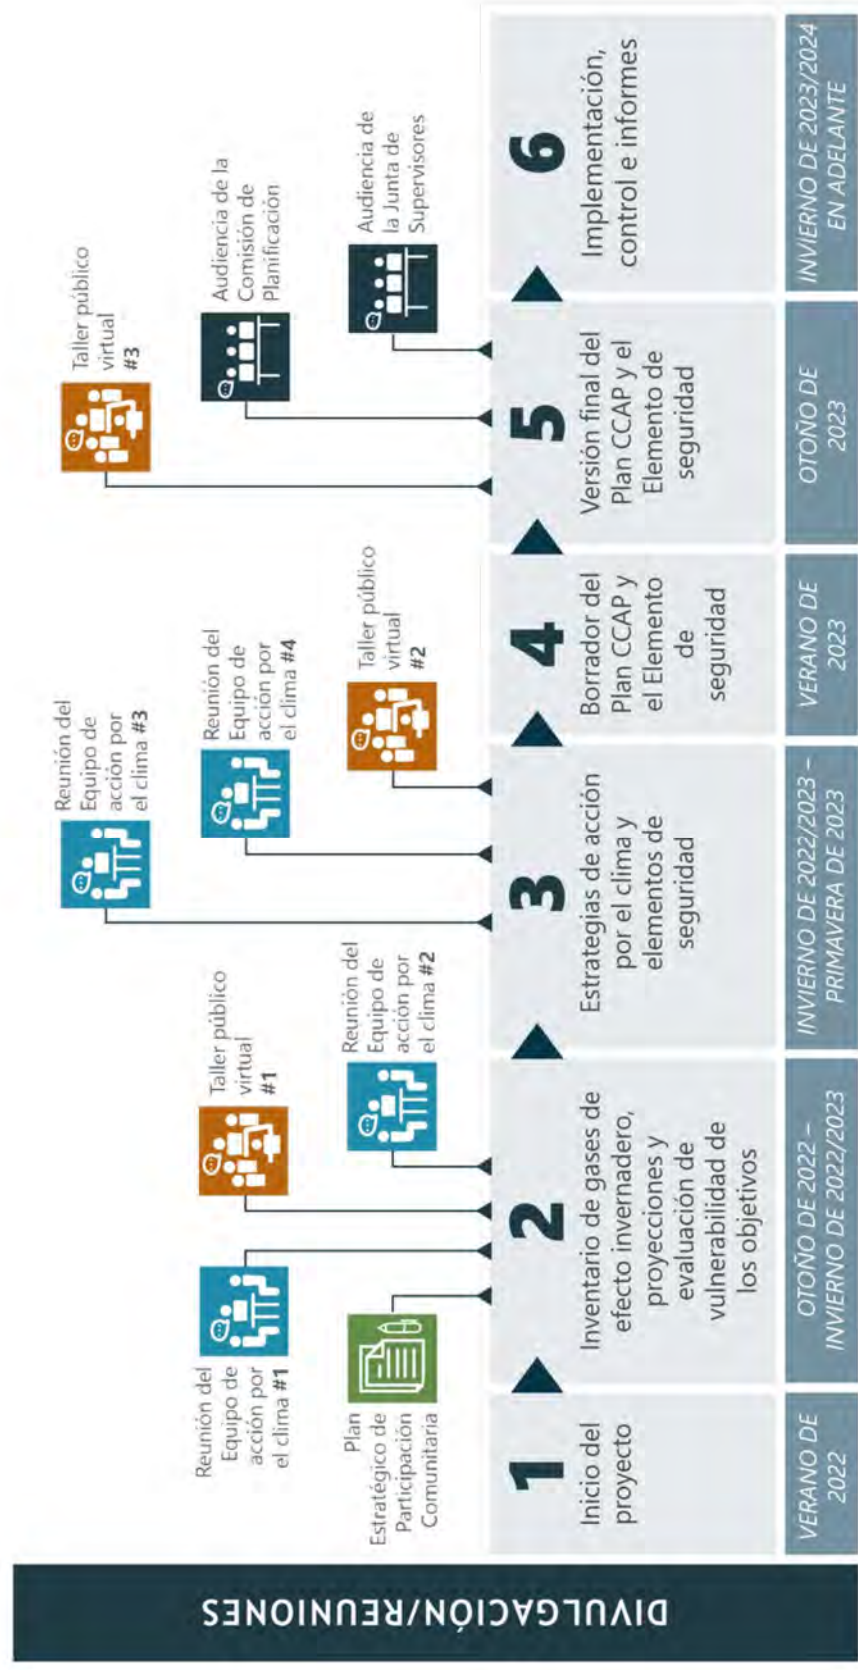 DIVULGACIÓN/REUNIONES
Plan
Estratégico de
Participación
Comunitaria
Reunión del
Equipo de
acción por
el clima #1
Taller público
virtual
#1
Reunión del
Equipo de
acción por
el clima #2
Reunión del
Equipo de
acción por
el clima #3
Reunión del
Equipo de
acción por
el clima #4
Taller público
virtual
#2
Taller público
virtual
#3
Audiencia de la
Comisión de
Planificación
Audiencia de
la Junta de
Supervisores
1
Inicio del
proyecto
VERANO DE
2022
2
Inventario de gases de
efecto invernadero,
proyecciones y
evaluación de
vulnerabilidad de
los objetivos
OTOÑO DE 2022 –
INVIERNO DE 2022/2023
3
Estrategias de acción
por el clima y
elementos de
seguridad
INVIERNO DE 2022/2023 –
PRIMAVERA DE 2023
4
Borrador del
Plan CCAP y
el Elemento
de
seguridad
VERANO DE
2023
5
Versión final del
Plan CCAP y el
Elemento de
seguridad
OTOÑO DE
2023
6
Implementación,
control e informes
INVIERNO DE 2023/2024
EN ADELANTE